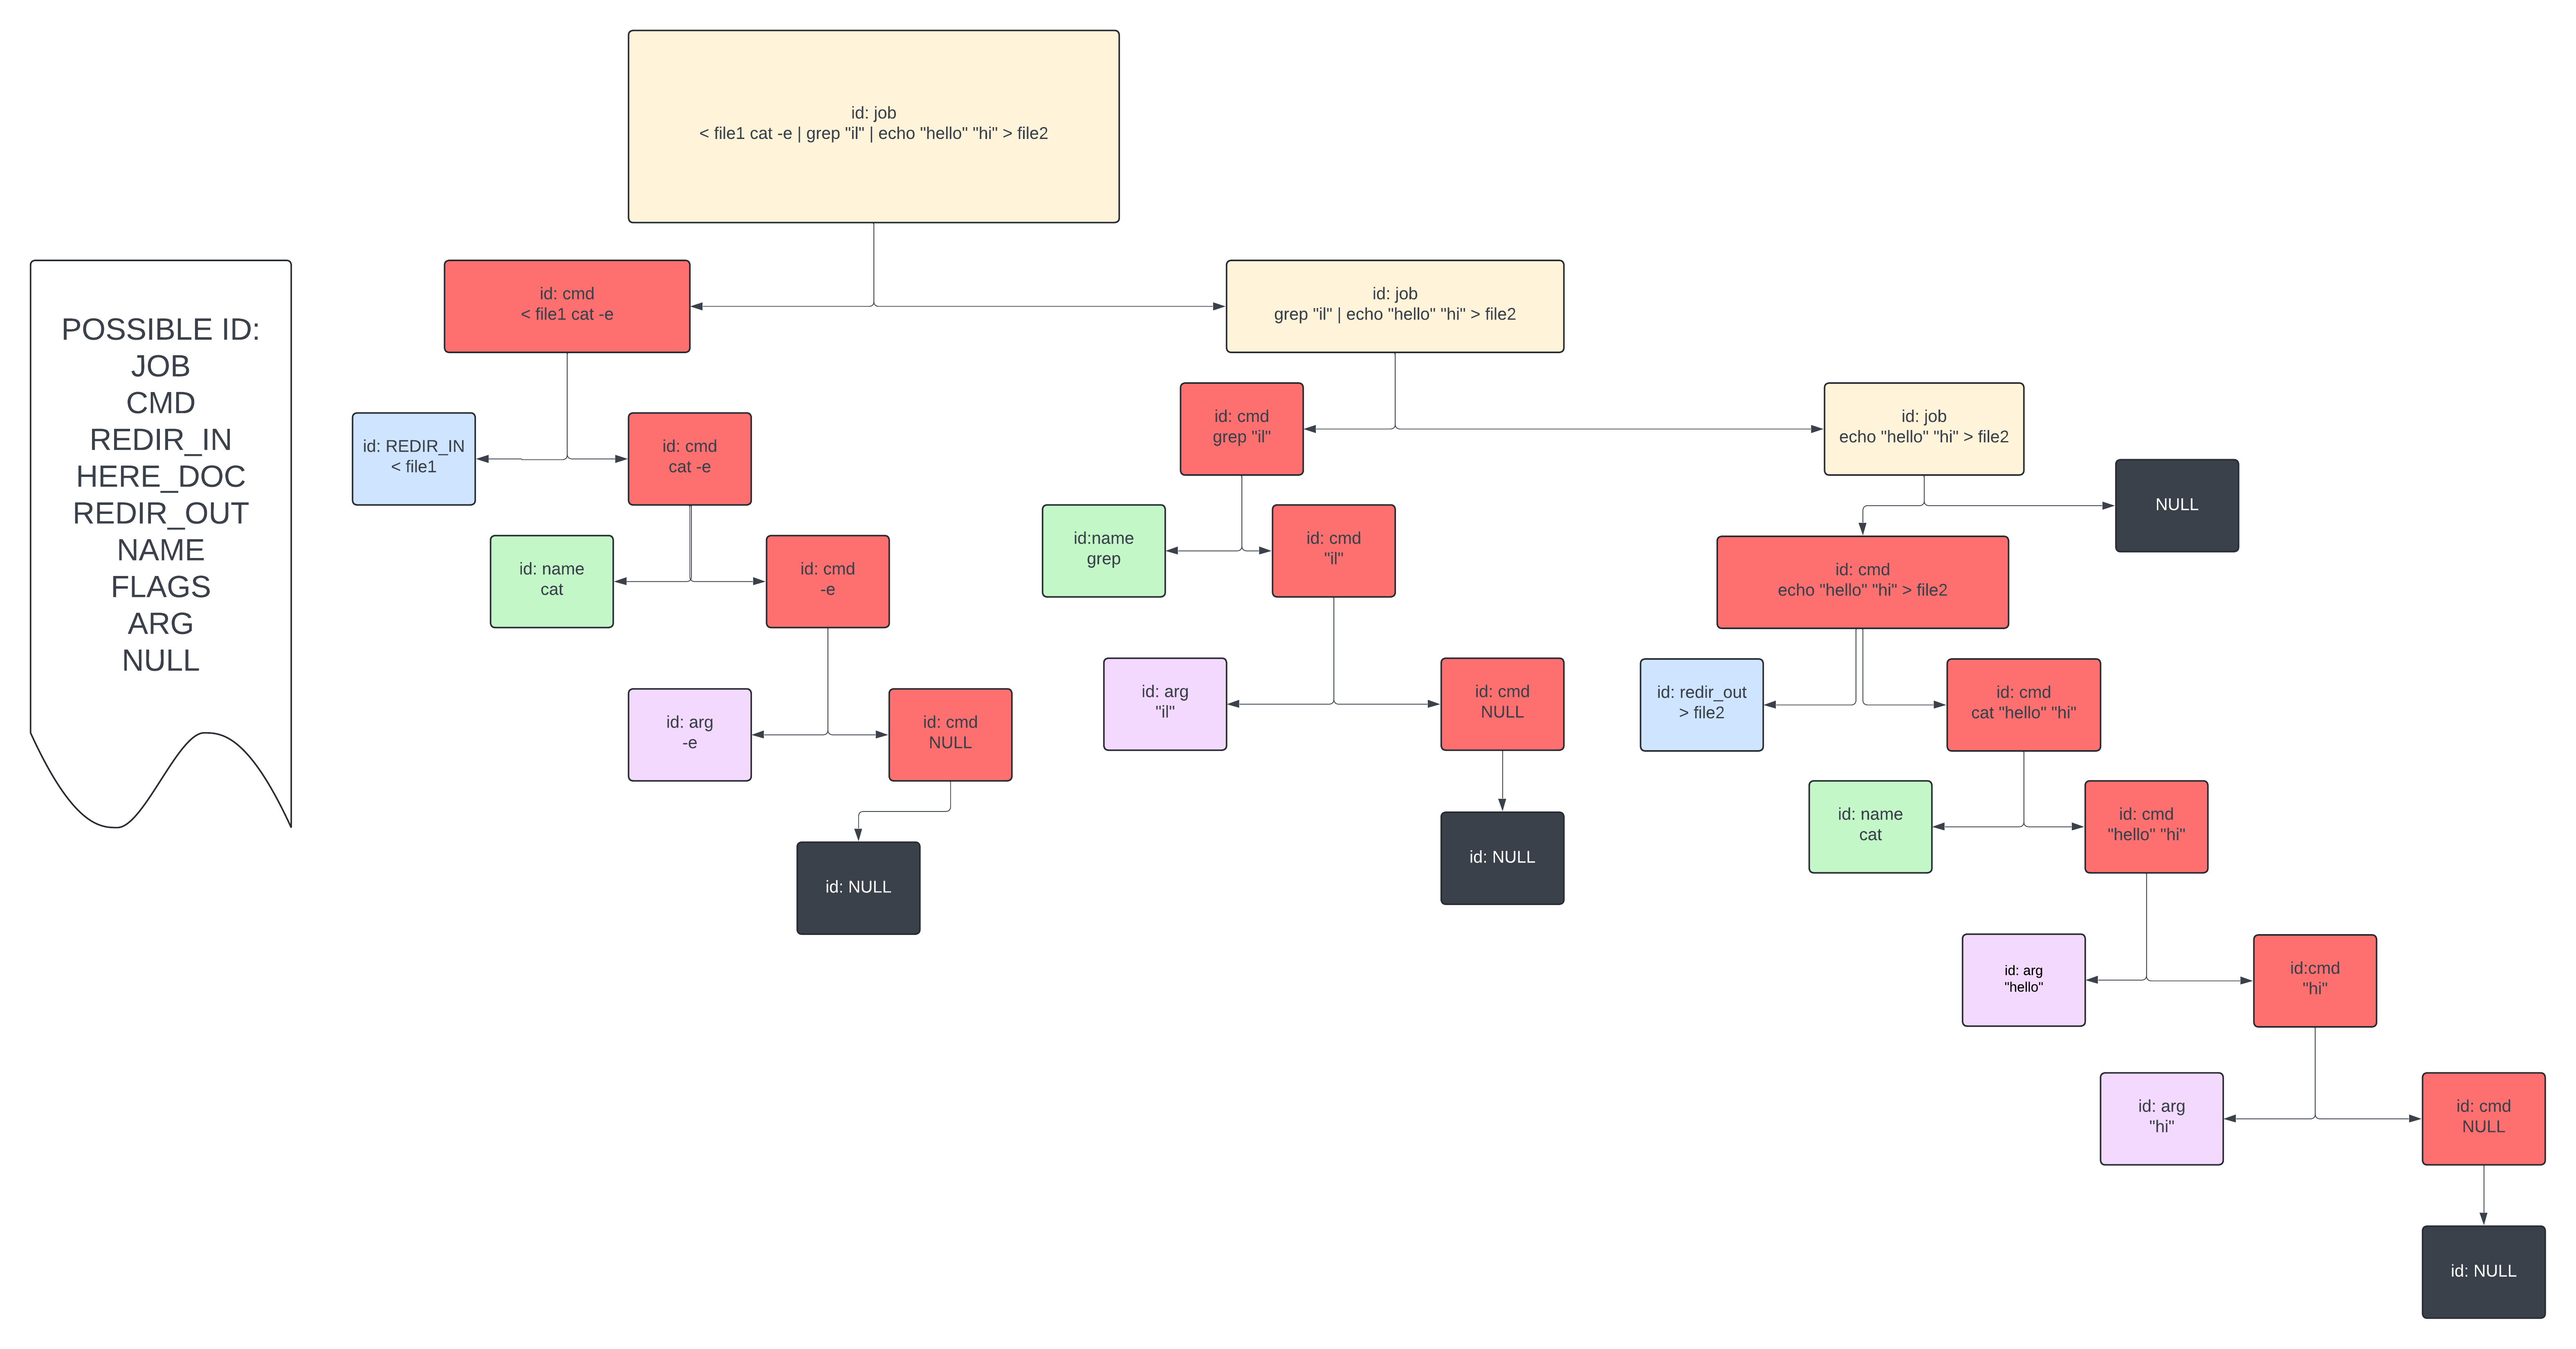 id: job
< file1 cat -e | grep "il" | echo "hello" "hi" > file2
POSSIBLE ID:
JOB
CMD
REDIR_IN
HERE_DOC
REDIR_OUT
NAME
FLAGS
ARG
NULL
id: cmd
< file1 cat -e
id: job
grep "il" | echo "hello" "hi" > file2
id: REDIR_IN
< file1
id: cmd
cat -e
id: cmd
grep "il"
id: job
echo "hello" "hi" > file2
NULL
id: name
cat
id: cmd
-e
id:name
grep
id: cmd
"il"
id: cmd
echo "hello" "hi" > file2
id: arg
-e
id: cmd
NULL
id: arg
"il"
id: cmd
NULL
id: redir_out
> file2
id: cmd
cat "hello" "hi"
id: NULL
id: NULL
id: name
cat
id: cmd
"hello" "hi"
id: arg
"hello"
id:cmd
"hi"
id: arg
"hi"
id: cmd
NULL
id: NULL